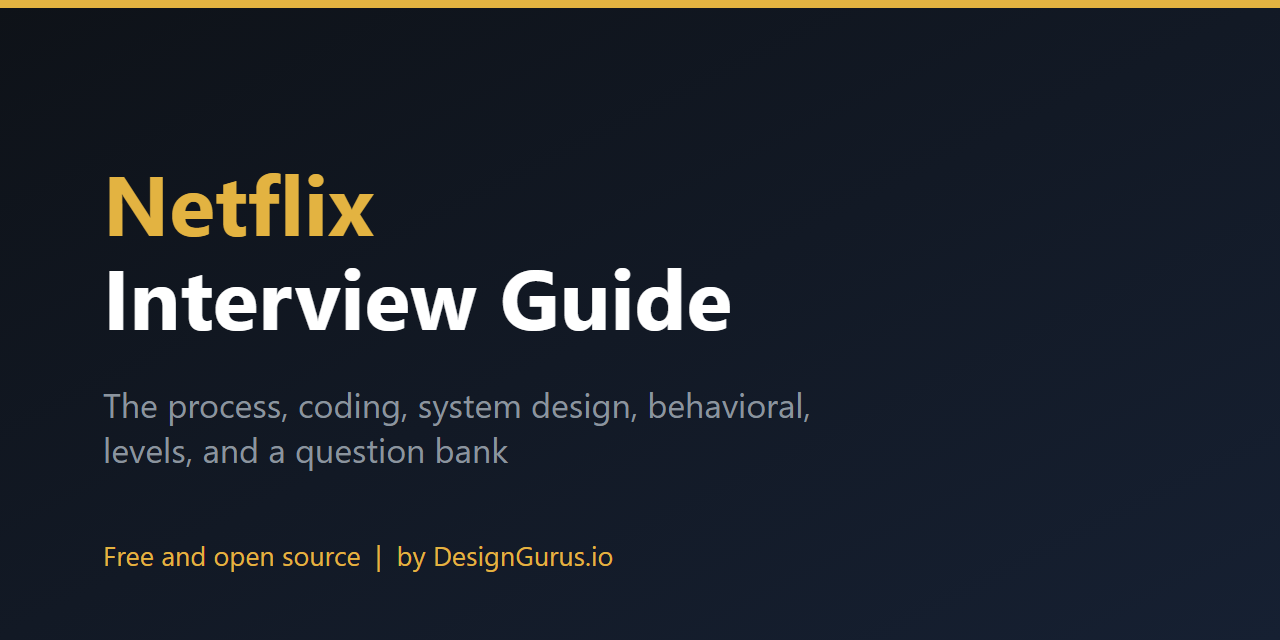 Netflix
Interview Guide
The process, coding, system design, behavioral,
levels, and a question bank
Free and open source | by DesignGurus.io